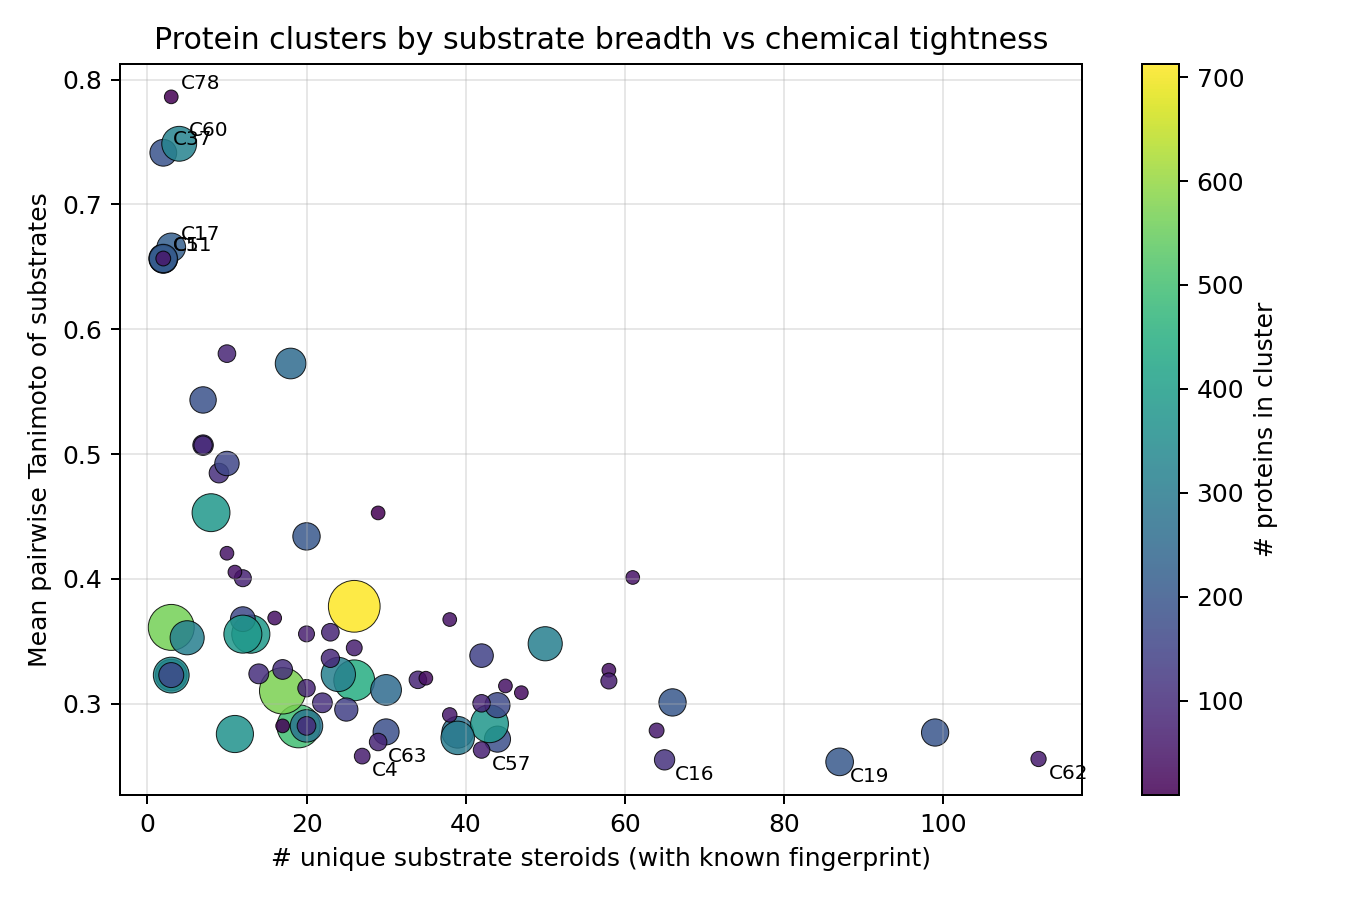 Protein clusters by substrate breadth vs chemical tightness
0.8
0.7
0.6
0.5
0.4
0.3
Mean pairwise Tanimoto of substrates
C78
C60
C37
C17
C11
C63
C4
C57
C16
C19
C62
0
20
40
60
80
100
# unique substrate steroids (with known fingerprint)
700
600
500
400
300
200
100
# proteins in cluster